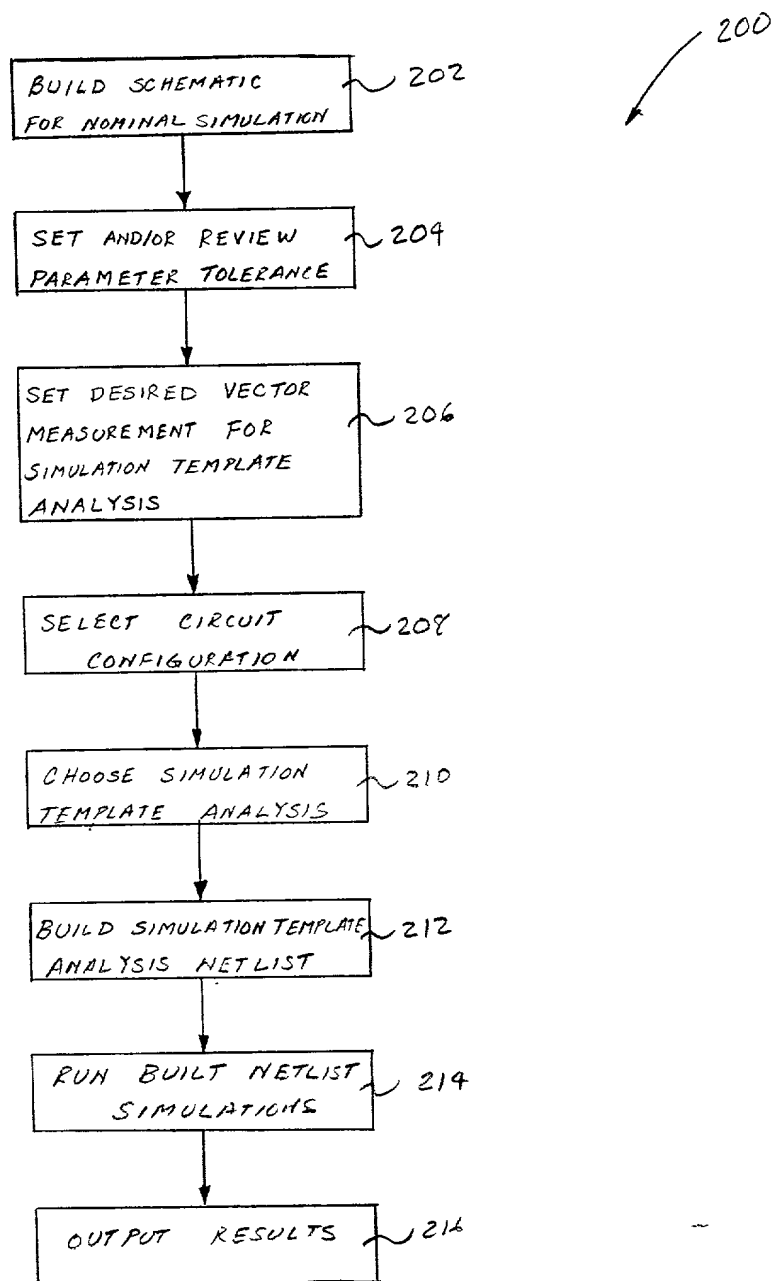 200
BUILD SCHEMATIC
FOR NOMINAL SIMULATION
202
SET AND/OR REVIEW
PARAMETER TOLERANCE
204
SET DESIRED VECTOR
MEASUREMENT FOR
SIMULATION TEMPLATE
ANALYSIS
206
SELECT CIRCUIT
CONFIGURATION
208
CHOOSE SIMULATION
TEMPLATE ANALYSIS
210
BUILD SIMULATION TEMPLATE
ANALYSIS NETLIST
212
RUN BUILT NETLIST
SIMULATIONS
214
OUTPUT RESULTS
216